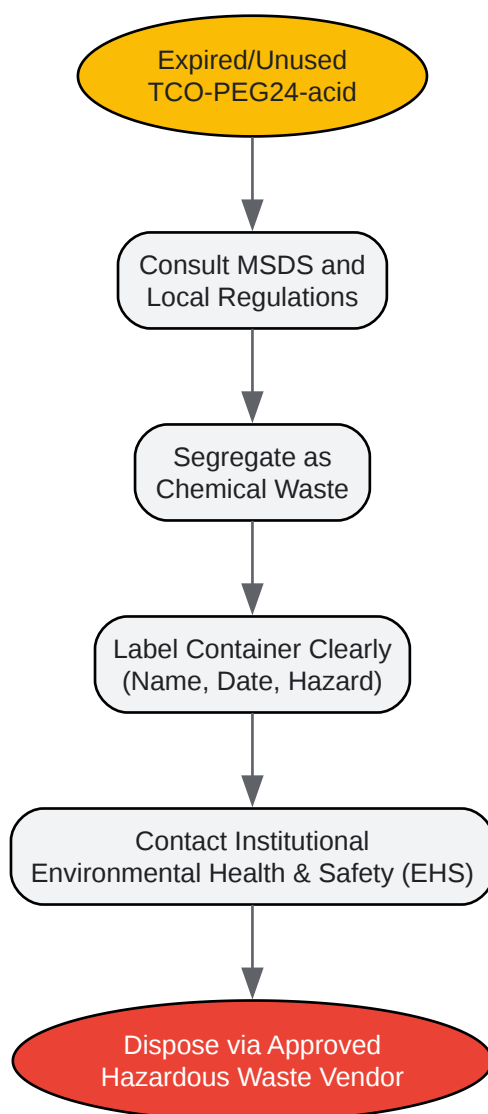 Expired/Unused
TCO-PEG24-acid
Consult MSDS and
Local Regulations
Segregate as
Chemical Waste
Label Container Clearly
(Name, Date, Hazard)
Contact Institutional
Environmental Health & Safety (EHS)
Dispose via Approved
Hazardous Waste Vendor